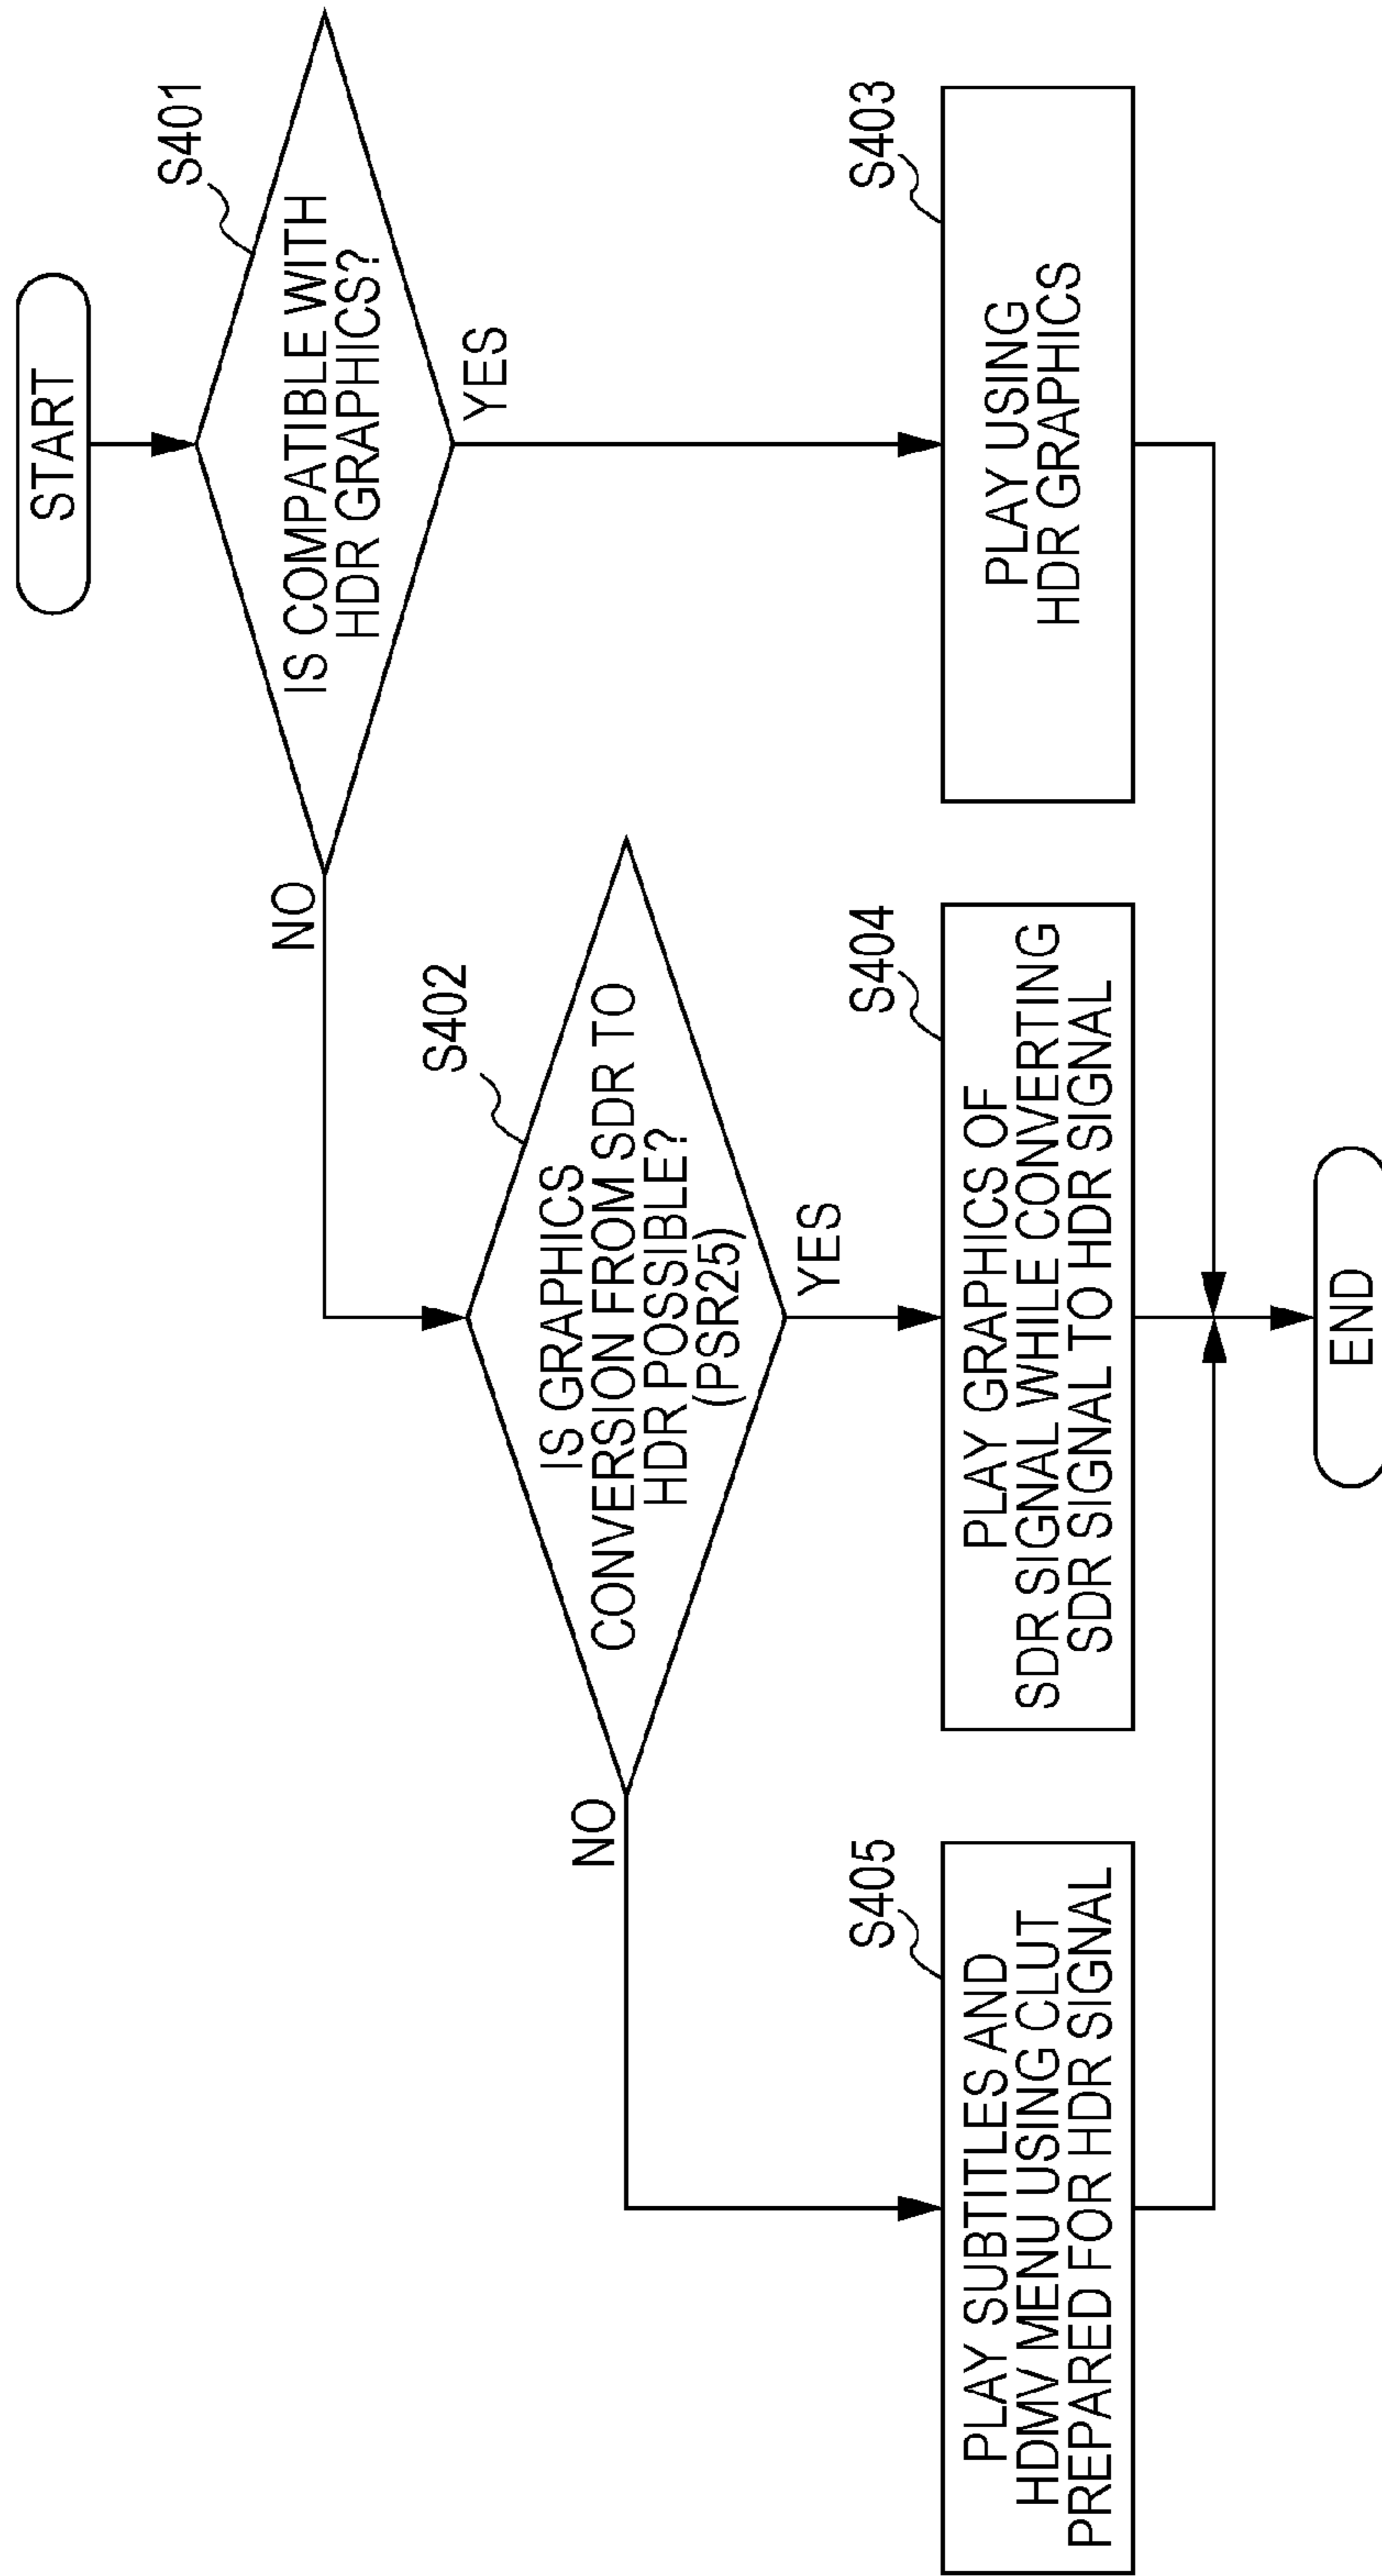 START
S401
IS COMPATIBLE WITH
HDR GRAPHICS?
NO
YES
S402
IS GRAPHICS
CONVERSION FROM SDR TO
HDR POSSIBLE?
(PSR25)
NO
YES
S405
PLAY SUBTITLES AND
HDMV MENU USING CLUT
PREPARED FOR HDR SIGNAL
S404
PLAY GRAPHICS OF
SDR SIGNAL WHILE CONVERTING
SDR SIGNAL TO HDR SIGNAL
S403
PLAY USING
HDR GRAPHICS
END